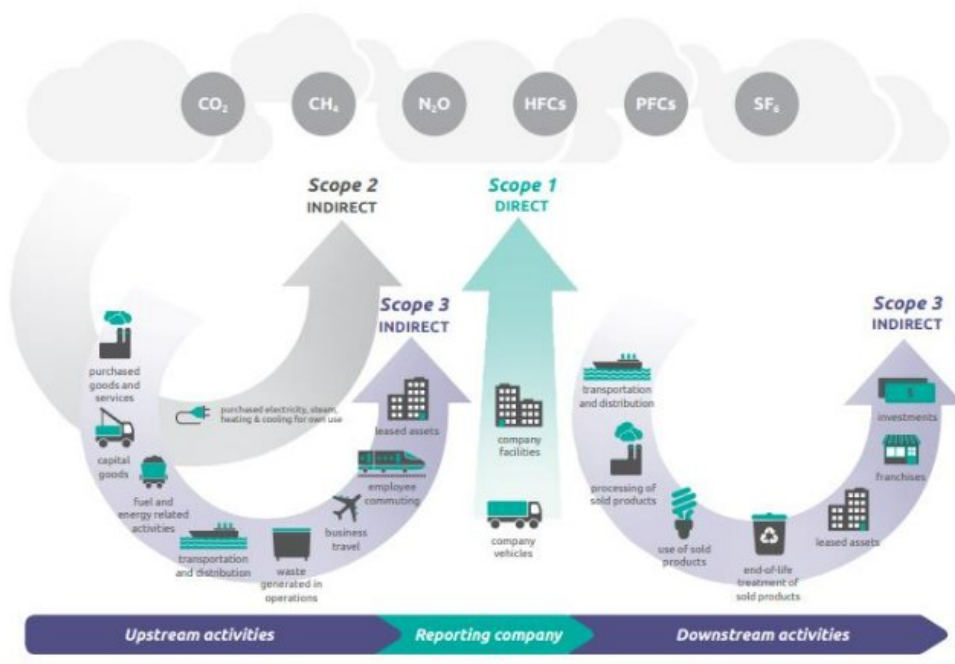 CO₂
CH₄
N₂O
HFCs
PFCs
SF₆
Scope 2
INDIRECT
Scope 1
DIRECT
Scope 3
INDIRECT
Scope 3
INDIRECT
purchased
goods and
services
capital
goods
fuel and
energy related
activities
transportation
and distribution
waste
generated in
operations
business
travel
employee
commuting
leased assets
purchased electricity, steam,
heating & cooling for own use
company
facilities
company
vehicles
transportation
and distribution
processing of
sold products
use of sold
products
end-of-life
treatment of
sold products
leased assets
franchises
investments
$
Upstream activities
Reporting company
Downstream activities